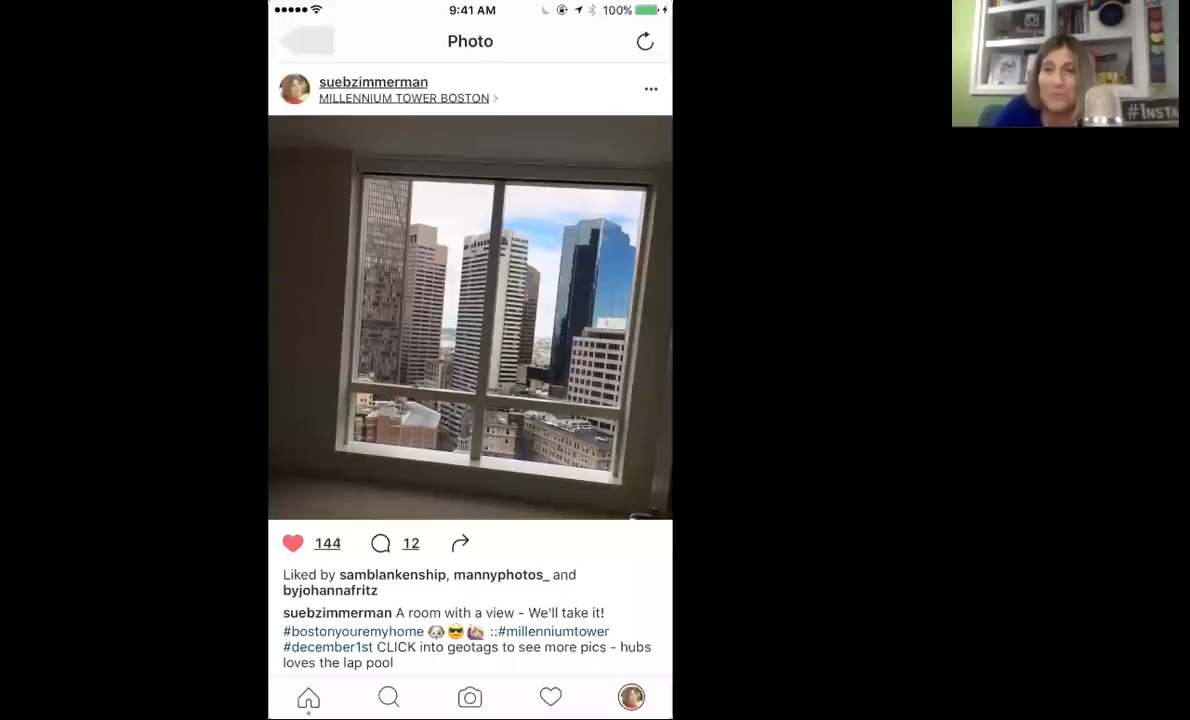 9:41 AM
100%
Photo
suebzimmerman
MILLENNIUM TOWER BOSTON >
144
12
Liked by samblankenship, mannyphotos_ and
byjohannafritz
suebzimmerman A room with a view - We'll take it!
#bostonyouremyhome 🐶😎🙋🏼 ::#millenniumtower
#december1st CLICK into geotags to see more pics - hubs
loves the lap pool
#INSTA